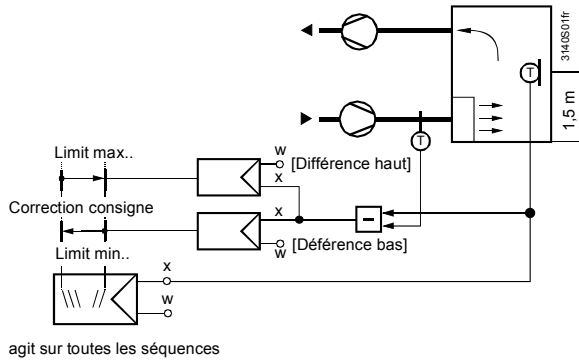 3140S01fr
T
1,5 m
T
Limit max..
w
[Différence haut]
x
Correction consigne
x
–
Limit min..
w
[Déférence bas]
x
w
agit sur toutes les séquences